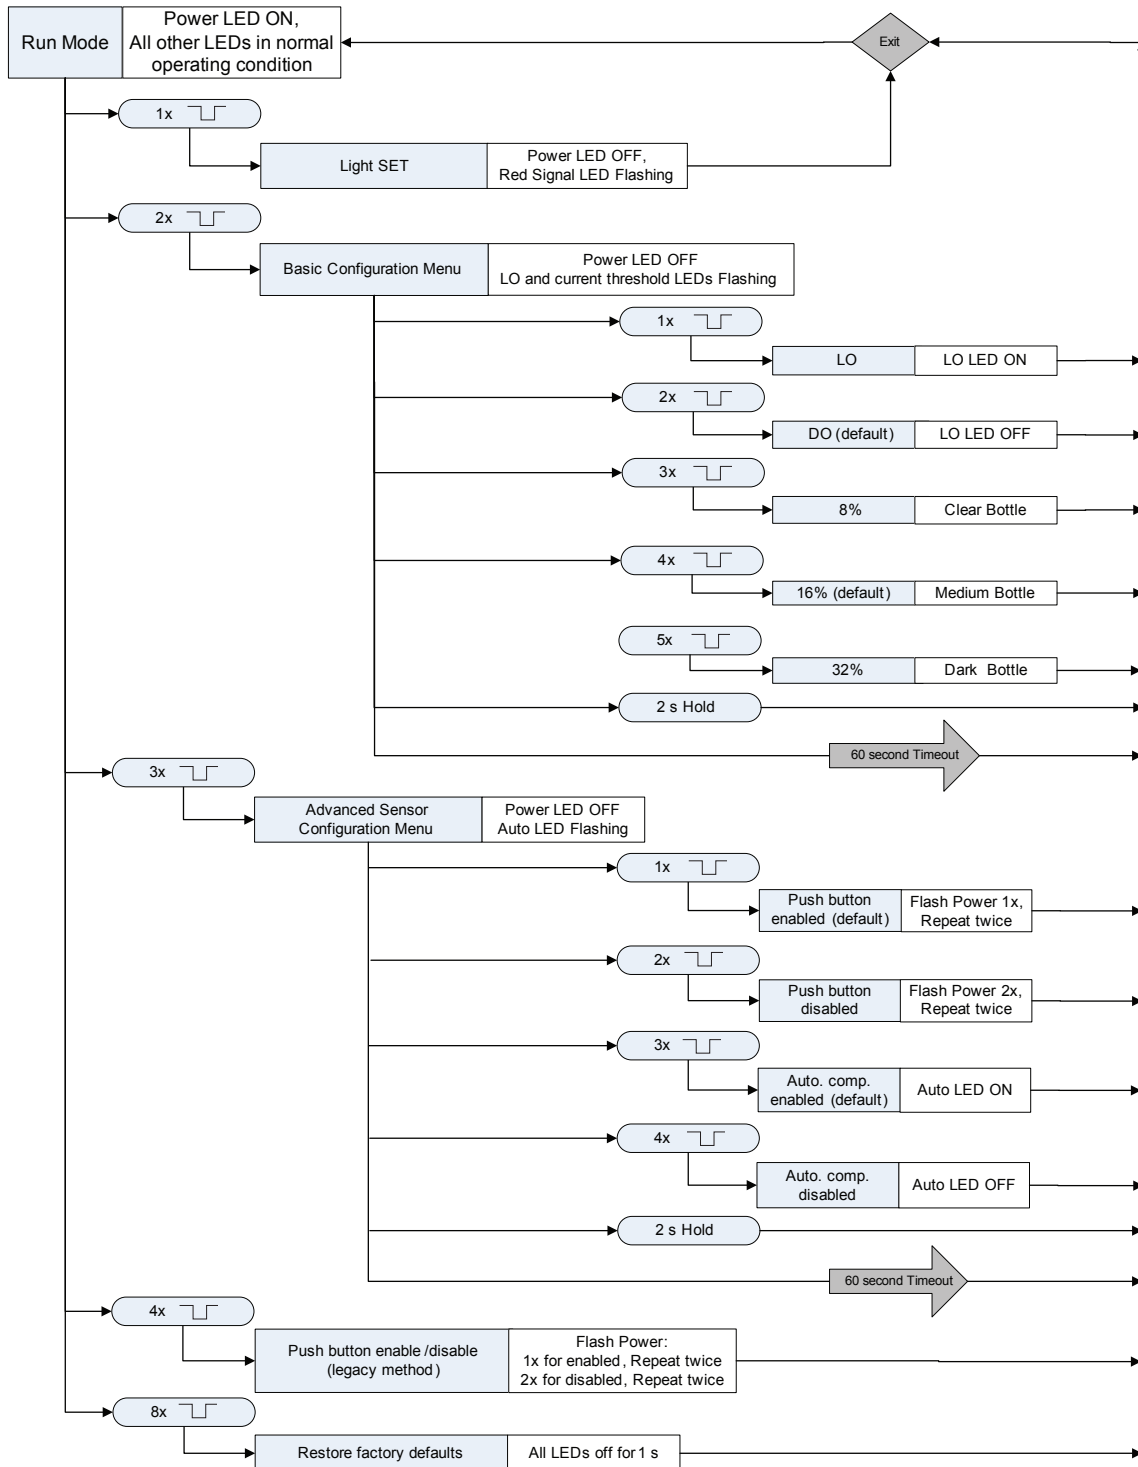 Run Mode
Power LED ON,
All other LEDs in normal
operating condition
Exit
1x
Light SET
Power LED OFF,
Red Signal LED Flashing
2x
Basic Configuration Menu
Power LED OFF
LO and current threshold LEDs Flashing
1x
LO
LO LED ON
2x
DO (default)
LO LED OFF
3x
8%
Clear Bottle
4x
16% (default)
Medium Bottle
5x
32%
Dark Bottle
2 s Hold
60 second Timeout
3x
Advanced Sensor
Configuration Menu
Power LED OFF
Auto LED Flashing
1x
Push button
enabled (default)
Flash Power 1x,
Repeat twice
2x
Push button
disabled
Flash Power 2x,
Repeat twice
3x
Auto. comp.
enabled (default)
Auto LED ON
4x
Auto. comp.
disabled
Auto LED OFF
2 s Hold
60 second Timeout
4x
Push button enable/disable
(legacy method)
Flash Power:
1x for enabled, Repeat twice
2x for disabled, Repeat twice
8x
Restore factory defaults
All LEDs off for 1 s